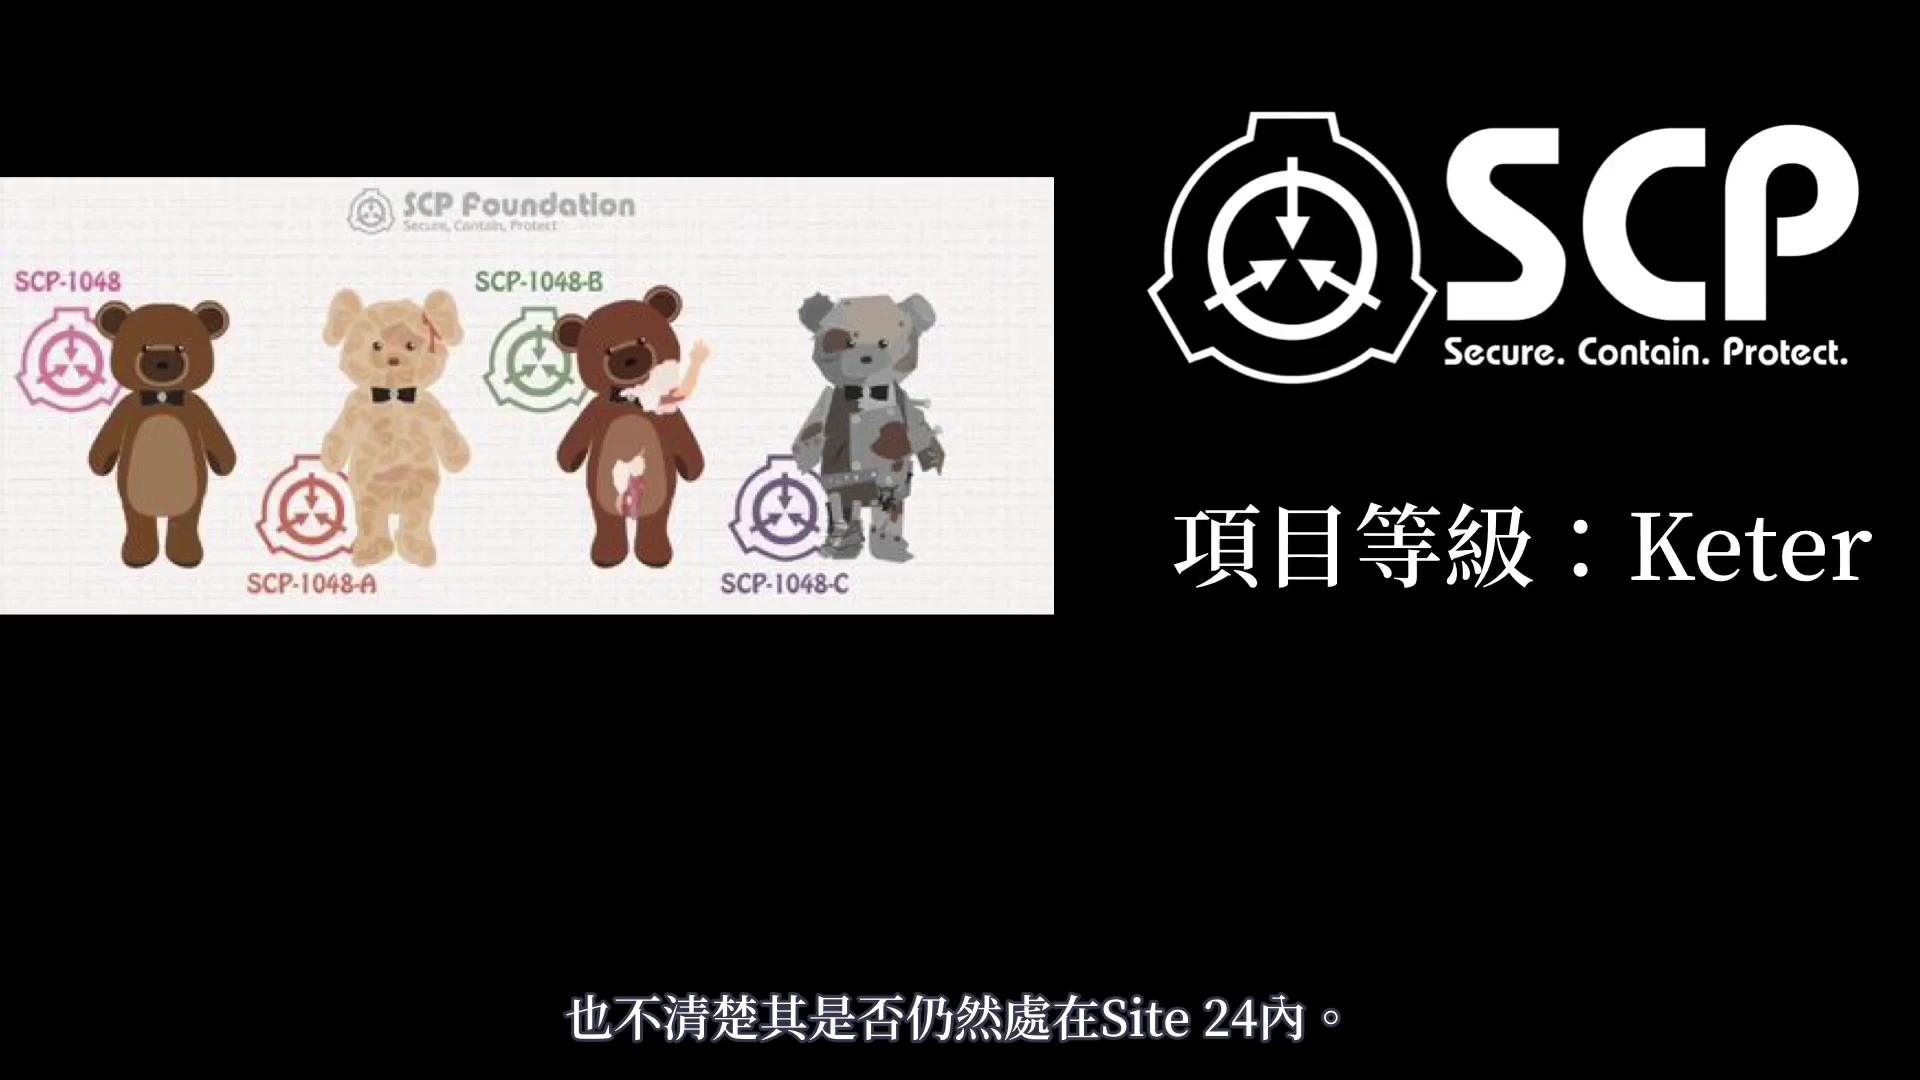 SCP Foundation
Secure, Contain, Protect
SCP-1048
SCP-1048-B
SCP-1048-A
SCP-1048-C
SCP
Secure. Contain. Protect.
項目等級：Keter
也不清楚其是否仍然處在Site 24內。